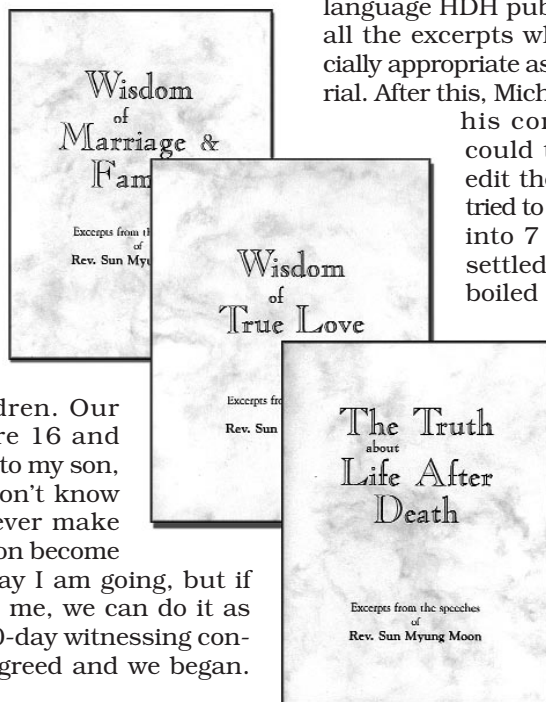 language HDH pub
all the excerpts wh
cially appropriate as
rial. After this, Mich
his con
could t
edit the
tried to
into 7
settled
boiled
Wisdom
of
Marriage &
Fam
Excerpts from th
of
Rev. Sun Myu
Wisdom
of
True Love
Excerpts fro
Rev. Sun
The Truth
about
Life After
Death
Excerpts from the speeches
of
Rev. Sun Myung Moon
dren. Our
re 16 and
to my son,
on't know
ever make
on become
ay I am going, but if
me, we can do it as
0-day witnessing con-
greed and we began.